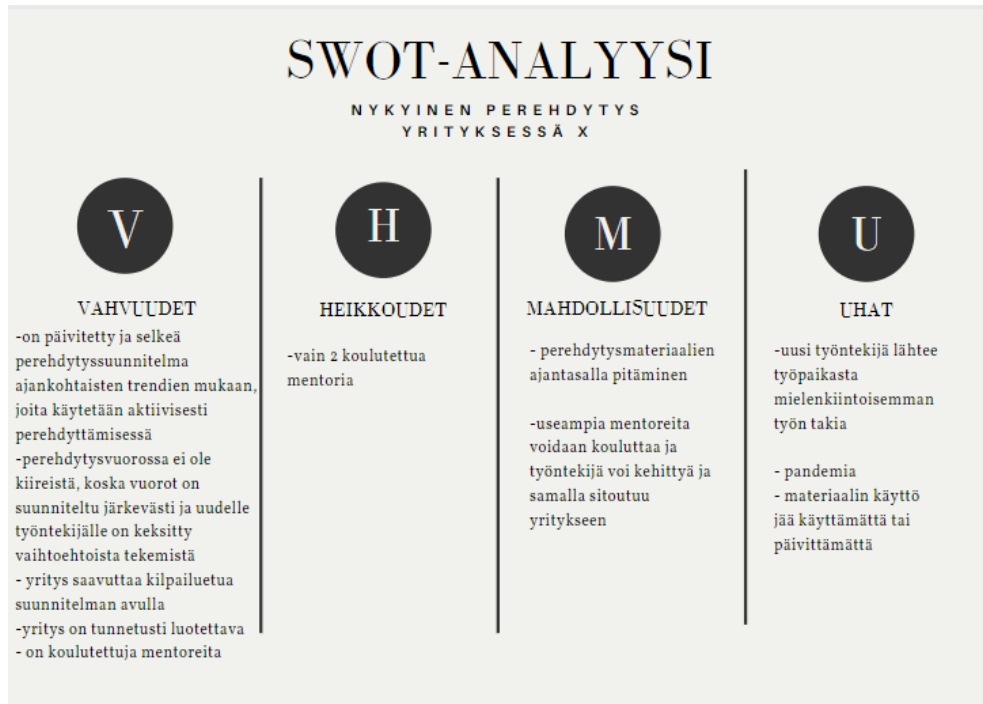 SWOT-ANALYYSI
NYKYINEN PEREHDYTYS
YRITYKSESSÄ X
V
VAHVUUDET
-on päivitetty ja selkeä
perehdytyssuunnitelma
ajankohtaisten trendien mukaan,
joita käytetään aktiivisesti
perehdyttämisessä
-perehdytysvuorossa ei ole
kiireistä, koska vuorot on
suunniteltu järkevästi ja uudelle
työntekijälle on keksitty
vaihtoehtoista tekemistä
- yritys saavuttaa kilpailuetua
suunnitelman avulla
-yritys on tunnetusti luotettava
- on koulutettuja mentoreita
H
HEIKKOUDET
-vain 2 koulutettua
mentoria
M
MAHDOLLISUUDET
- perehdytysmateriaalien
ajantasalla pitäminen
-useampia mentoreita
voidaan kouluttaa ja
työntekijä voi kehittyä ja
samalla sitoutuu
yritykseen
U
UHAT
-uusi työntekijä lähtee
työpaikasta
mielenkiintoisemman
työn takia
- pandemia
- materiaalin käyttö
jää käyttämättä tai
päivittämättä